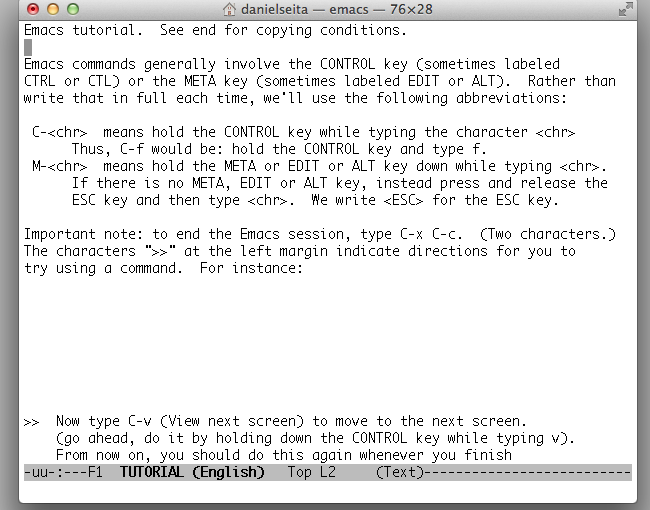 danielseita — emacs — 76×28
Emacs tutorial.  See end for copying conditions.
Emacs commands generally involve the CONTROL key (sometimes labeled
CTRL or CTL) or the META key (sometimes labeled EDIT or ALT).  Rather than
write that in full each time, we'll use the following abbreviations:
C-<chr>  means hold the CONTROL key while typing the character <chr>
Thus, C-f would be: hold the CONTROL key and type f.
M-<chr>  means hold the META or EDIT or ALT key down while typing <chr>.
If there is no META, EDIT or ALT key, instead press and release the
ESC key and then type <chr>.  We write <ESC> for the ESC key.
Important note: to end the Emacs session, type C-x C-c.  (Two characters.)
The characters ">>" at the left margin indicate directions for you to
try using a command.  For instance:
>>  Now type C-v (View next screen) to move to the next screen.
(go ahead, do it by holding down the CONTROL key while typing v).
From now on, you should do this again whenever you finish
-uu-:---F1  TUTORIAL (English)   Top L2     (Text)--------------------------